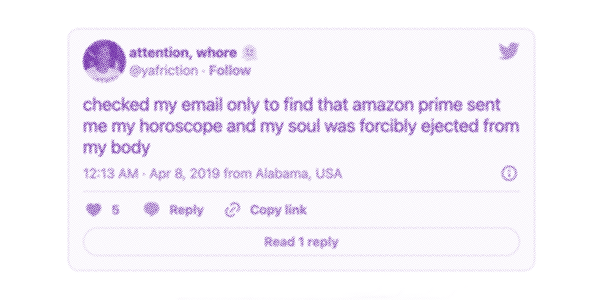 attention, whore
@yafriction · Follow
checked my email only to find that amazon prime sent
me my horoscope and my soul was forcibly ejected from
my body
12:13 AM · Apr 8, 2019 from Alabama, USA
5 Reply Copy link
Read 1 reply